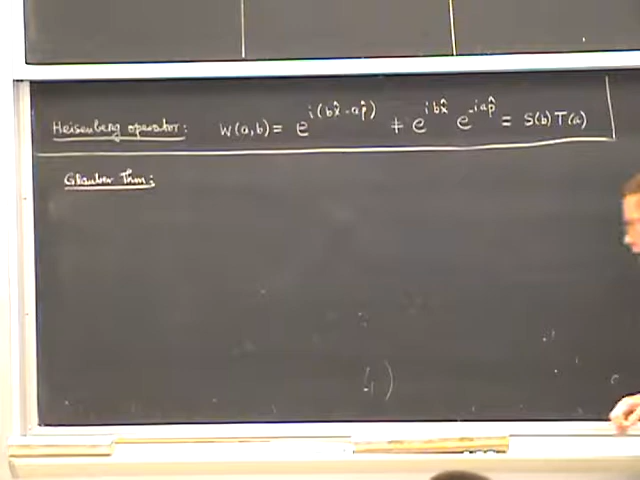 Heisenberg operator: W(a,b) = e^{i(bx̂-ap̂)} ≠ e^{ibx̂} e^{-iap̂} = S(b)T(a)
Glauber Thm: